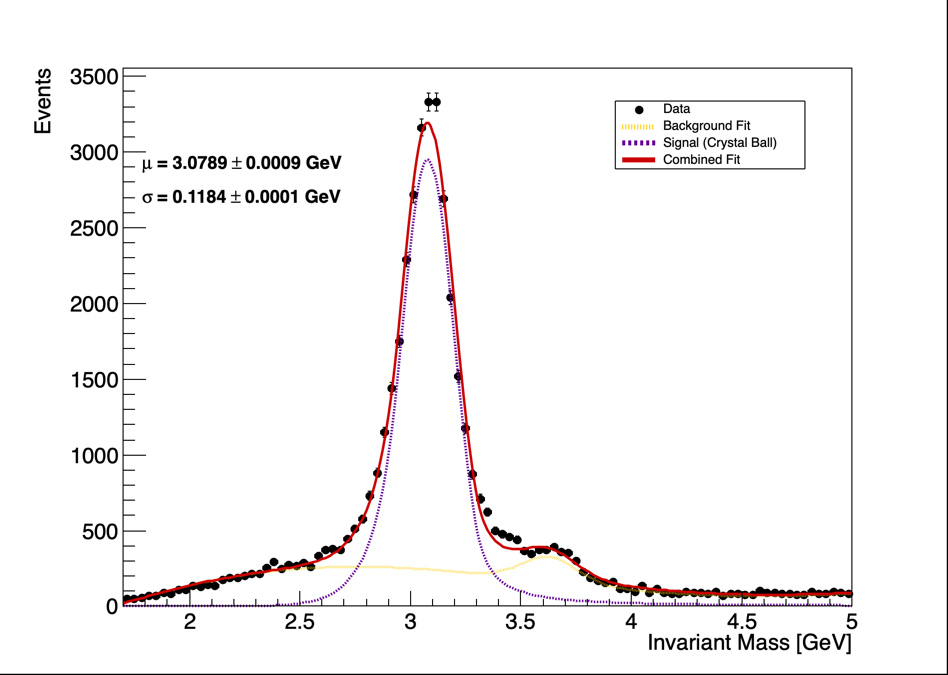 Events
3500
3000
2500
2000
1500
1000
500
0
μ = 3.0789 ± 0.0009 GeV
σ = 0.1184 ± 0.0001 GeV
Data
Background Fit
Signal (Crystal Ball)
Combined Fit
2 2.5 3 3.5 4 4.5 5
Invariant Mass [GeV]